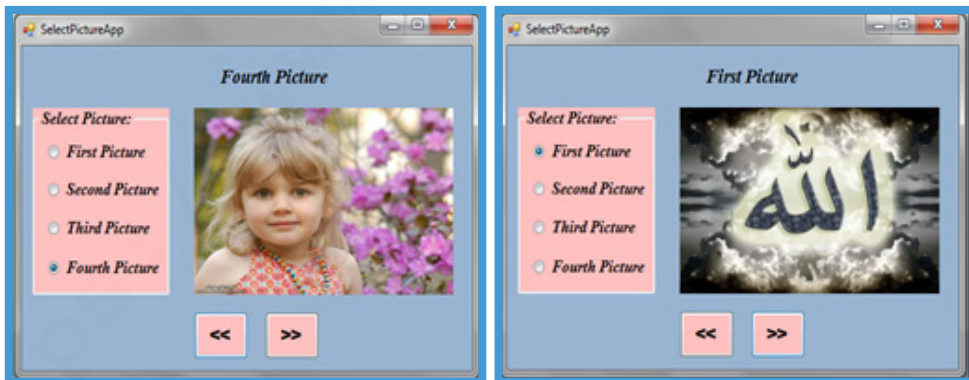 SelectPictureApp
Fourth Picture
Select Picture:
First Picture
Second Picture
Third Picture
Fourth Picture
<< >>
SelectPictureApp
First Picture
Select Picture:
First Picture
Second Picture
Third Picture
Fourth Picture
الله
<< >>